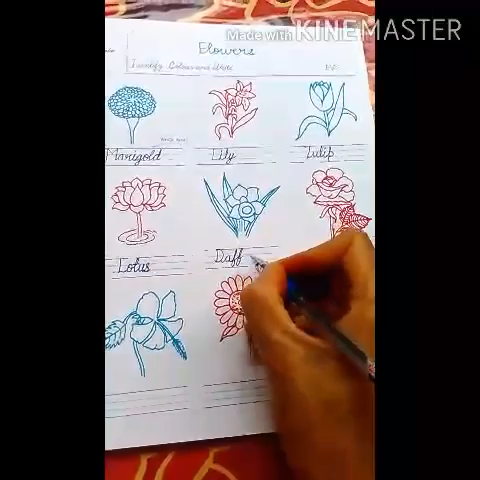 Made with KINEMASTER
Flowers
Identify Colour and Write
Marigold Lily Tulip
Lotus Daff